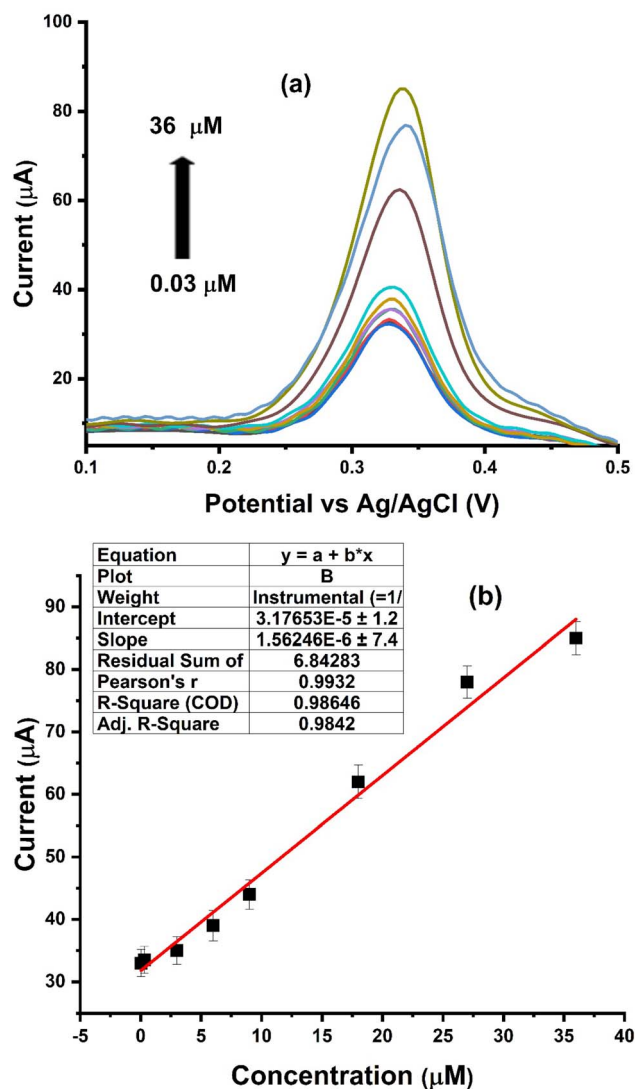 100
80
60
40
20
Current (μA)
(a)
36 μM
0.03 μM
0.1 0.2 0.3 0.4 0.5
Potential vs Ag/AgCl (V)
Equation y = a + b*x
Plot B
Weight Instrumental (=1/
Intercept 3.17653E-5 ± 1.2
Slope 1.56246E-6 ± 7.4
Residual Sum of 6.84283
Pearson's r 0.9932
R-Square (COD) 0.98646
Adj. R-Square 0.9842
(b)
90
80
70
60
50
40
30
Current (μA)
-5 0 5 10 15 20 25 30 35 40
Concentration (μM)